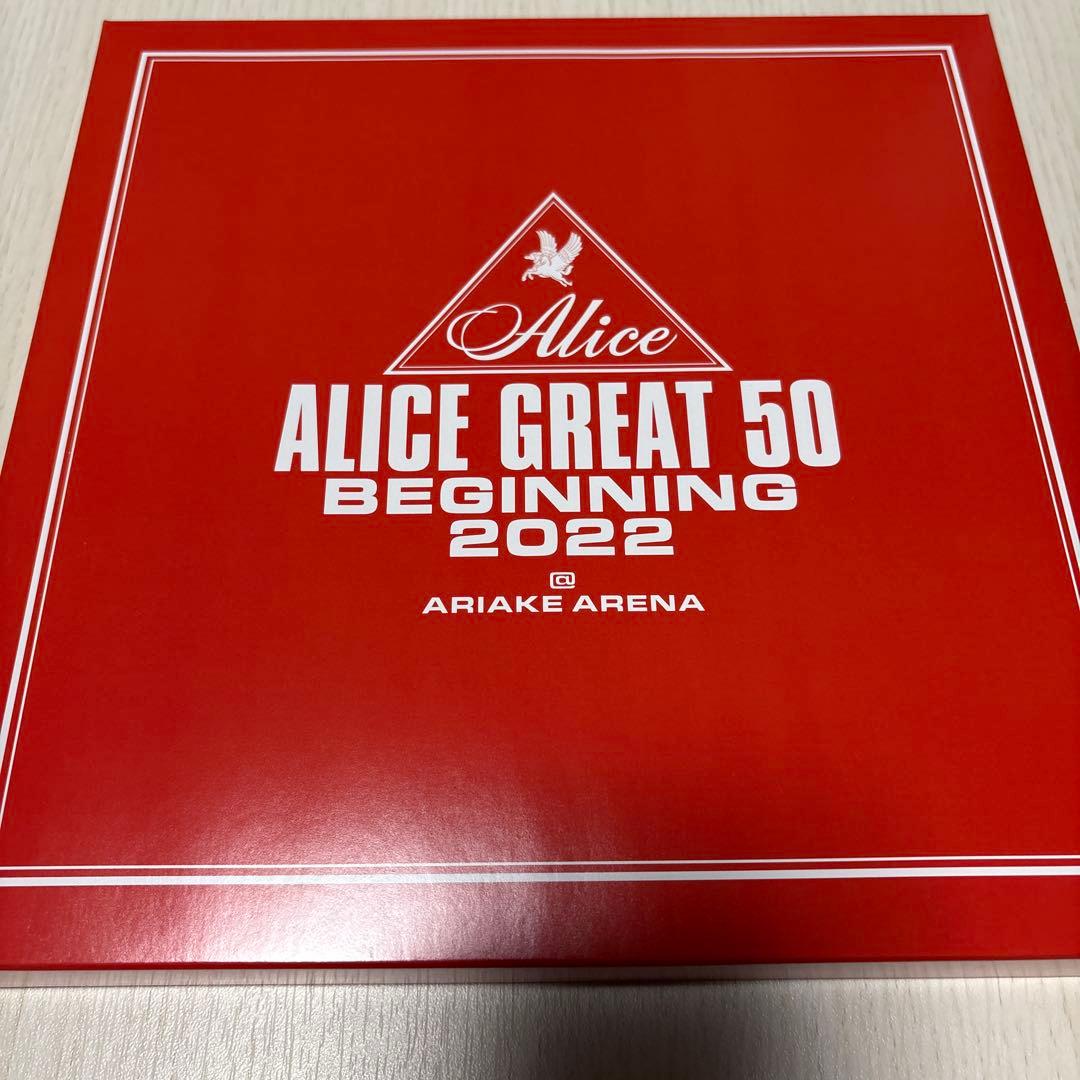 Alice
ALICE GREAT 50
BEGINNING
2022
@
ARIAKE ARENA